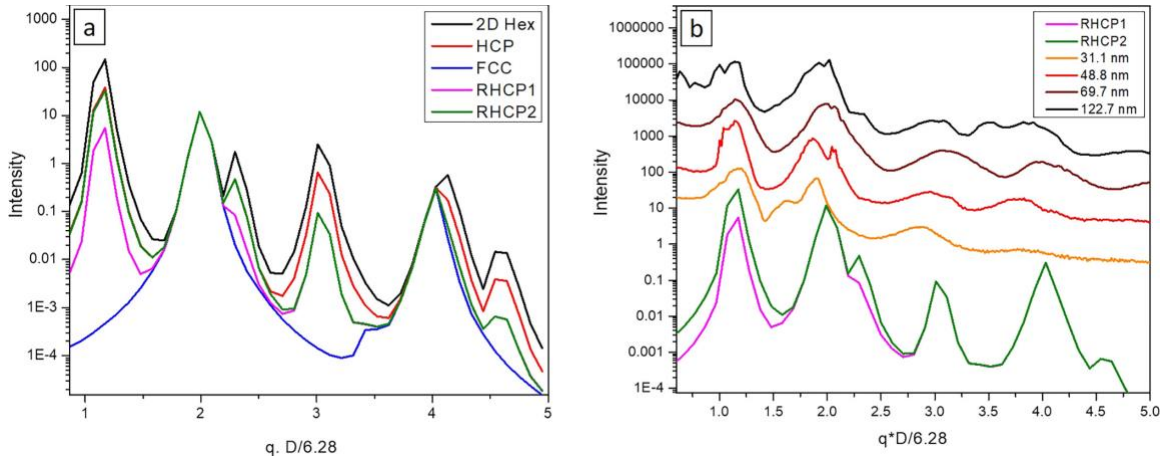 a
1000
100
10
1
0.1
0.01
1E-3
1E-4
Intensity
1
2
3
4
5
q. D/6.28
2D Hex
HCP
FCC
RHCP1
RHCP2
b
1000000
100000
10000
1000
100
10
1
0.1
0.01
0.001
1E-4
Intensity
1.0
1.5
2.0
2.5
3.0
3.5
4.0
4.5
5.0
q*D/6.28
RHCP1
RHCP2
31.1 nm
48.8 nm
69.7 nm
122.7 nm